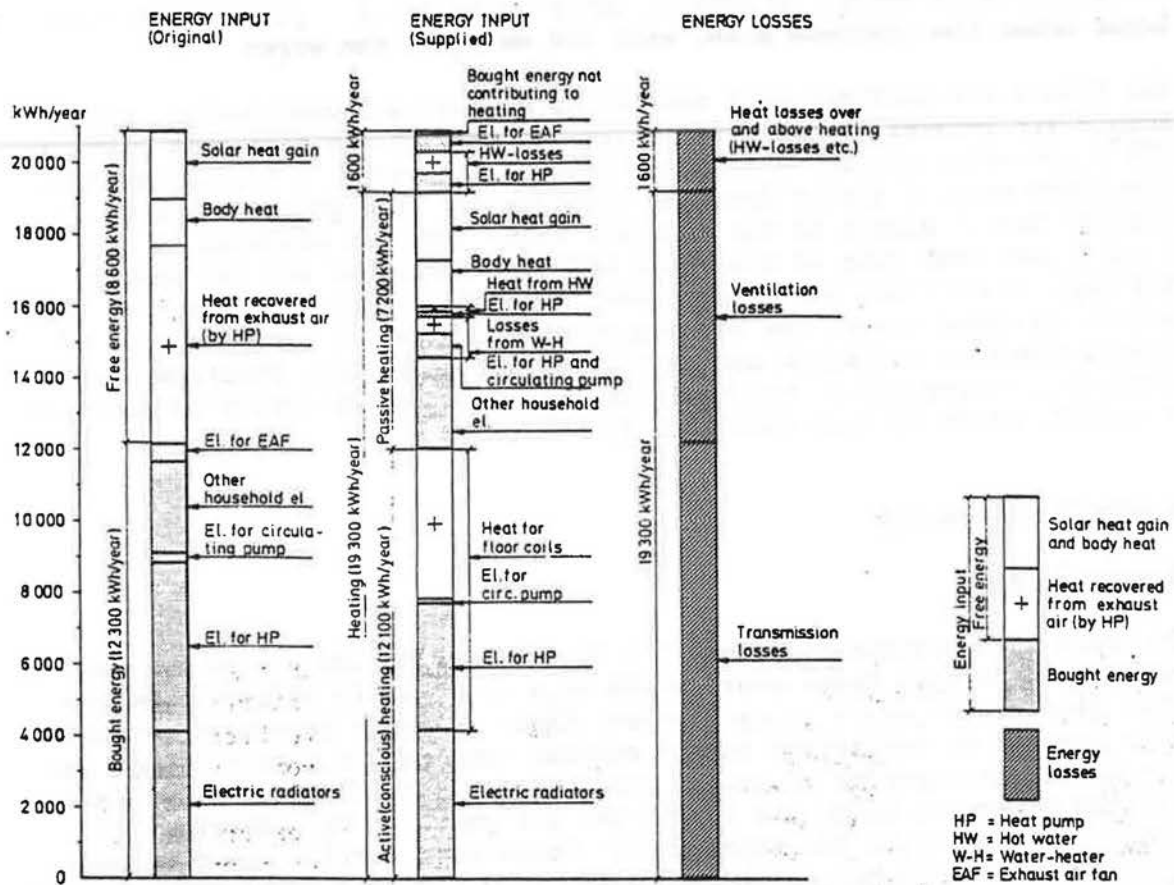 ENERGY INPUT
(Original)
ENERGY INPUT
(Supplied)
ENERGY LOSSES
kWh/year
20 000
18 000
16 000
14 000
12 000
10 000
8 000
6 000
4 000
2 000
0
Free energy (8 600 kWh/year)
Bought energy (12 300 kWh/year)
Solar heat gain
Body heat
Heat recovered
from exhaust air
(by HP)
+
El. for EAF
Other
household el
El. for circula-
ting pump
El. for HP
Electric radiators
1 600 kWh/year
Heating (19 300 kWh/year)
Passive heating (7 200 kWh/year)
Active(conscious) heating (12 100 kWh/year)
Bought energy not
contributing to
heating
El. for EAF
HW-losses
+
El. for HP
Solar heat gain
Body heat
Heat from HW
El. for HP
+
Losses
from W-H
El. for HP and
circulating pump
Other household
el.
+
Heat for
floor coils
El. for
circ. pump
El. for HP
Electric radiators
1 600 kWh/year
19 300 kWh/year
Heat losses over
and above heating
(HW-losses etc.)
Ventilation
losses
Transmission
losses
Energy input
Free energy
Solar heat gain
and body heat
+
Heat recovered
from exhaust
air (by HP)
Bought energy
Energy
losses
HP = Heat pump
HW = Hot water
W-H = Water-heater
EAF = Exhaust air fan